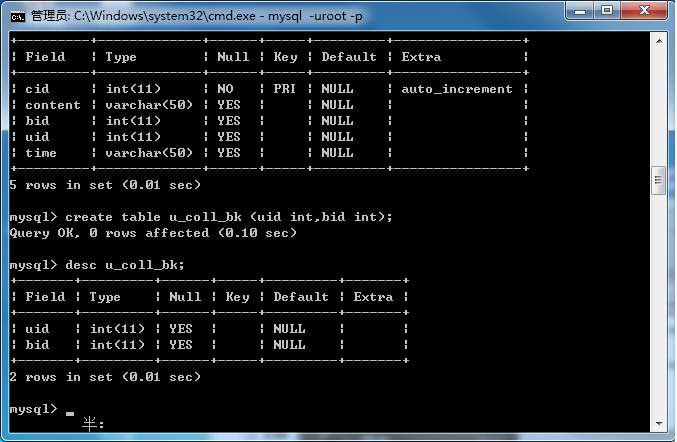 管理员: C:\Windows\system32\cmd.exe - mysql  -uroot -p
+---------+-------------+------+-----+---------+----------------+
| Field   | Type        | Null | Key | Default | Extra          |
+---------+-------------+------+-----+---------+----------------+
| cid     | int(11)     | NO   | PRI | NULL    | auto_increment |
| content | varchar(50) | YES  |     | NULL    |                |
| bid     | int(11)     | YES  |     | NULL    |                |
| uid     | int(11)     | YES  |     | NULL    |                |
| time    | varchar(50) | YES  |     | NULL    |                |
+---------+-------------+------+-----+---------+----------------+
5 rows in set (0.01 sec)
mysql> create table u_coll_bk (uid int,bid int);
Query OK, 0 rows affected (0.10 sec)
mysql> desc u_coll_bk;
+-------+---------+------+-----+---------+-------+
| Field | Type    | Null | Key | Default | Extra |
+-------+---------+------+-----+---------+-------+
| uid   | int(11) | YES  |     | NULL    |       |
| bid   | int(11) | YES  |     | NULL    |       |
+-------+---------+------+-----+---------+-------+
2 rows in set (0.01 sec)
mysql> _
半: